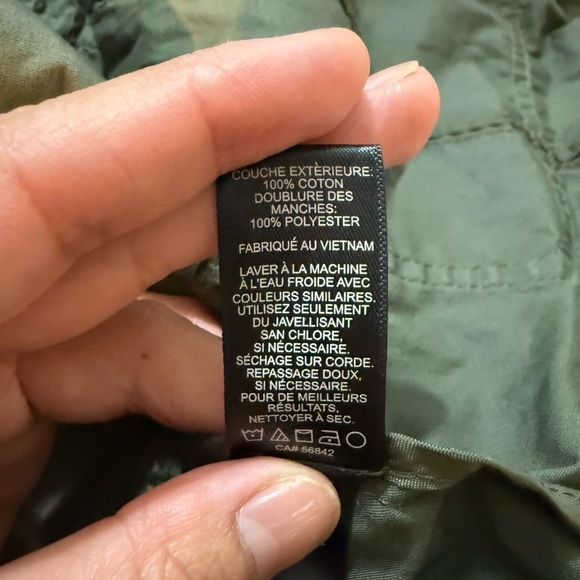 COUCHE EXTÈRIEURE:
100% COTON
DOUBLURE DES
MANCHES:
100% POLYESTER
FABRIQUÉ AU VIETNAM
LAVER À LA MACHINE
À L'EAU FROIDE AVEC
COULEURS SIMILAIRES.
UTILISEZ SEULEMENT
DU JAVELLISANT
SAN CHLORE,
SI NÉCESSAIRE.
SÉCHAGE SUR CORDE.
REPASSAGE DOUX,
SI NÉCESSAIRE.
POUR DE MEILLEURS
RÉSULTATS,
NETTOYER À SEC.
CA# 56842